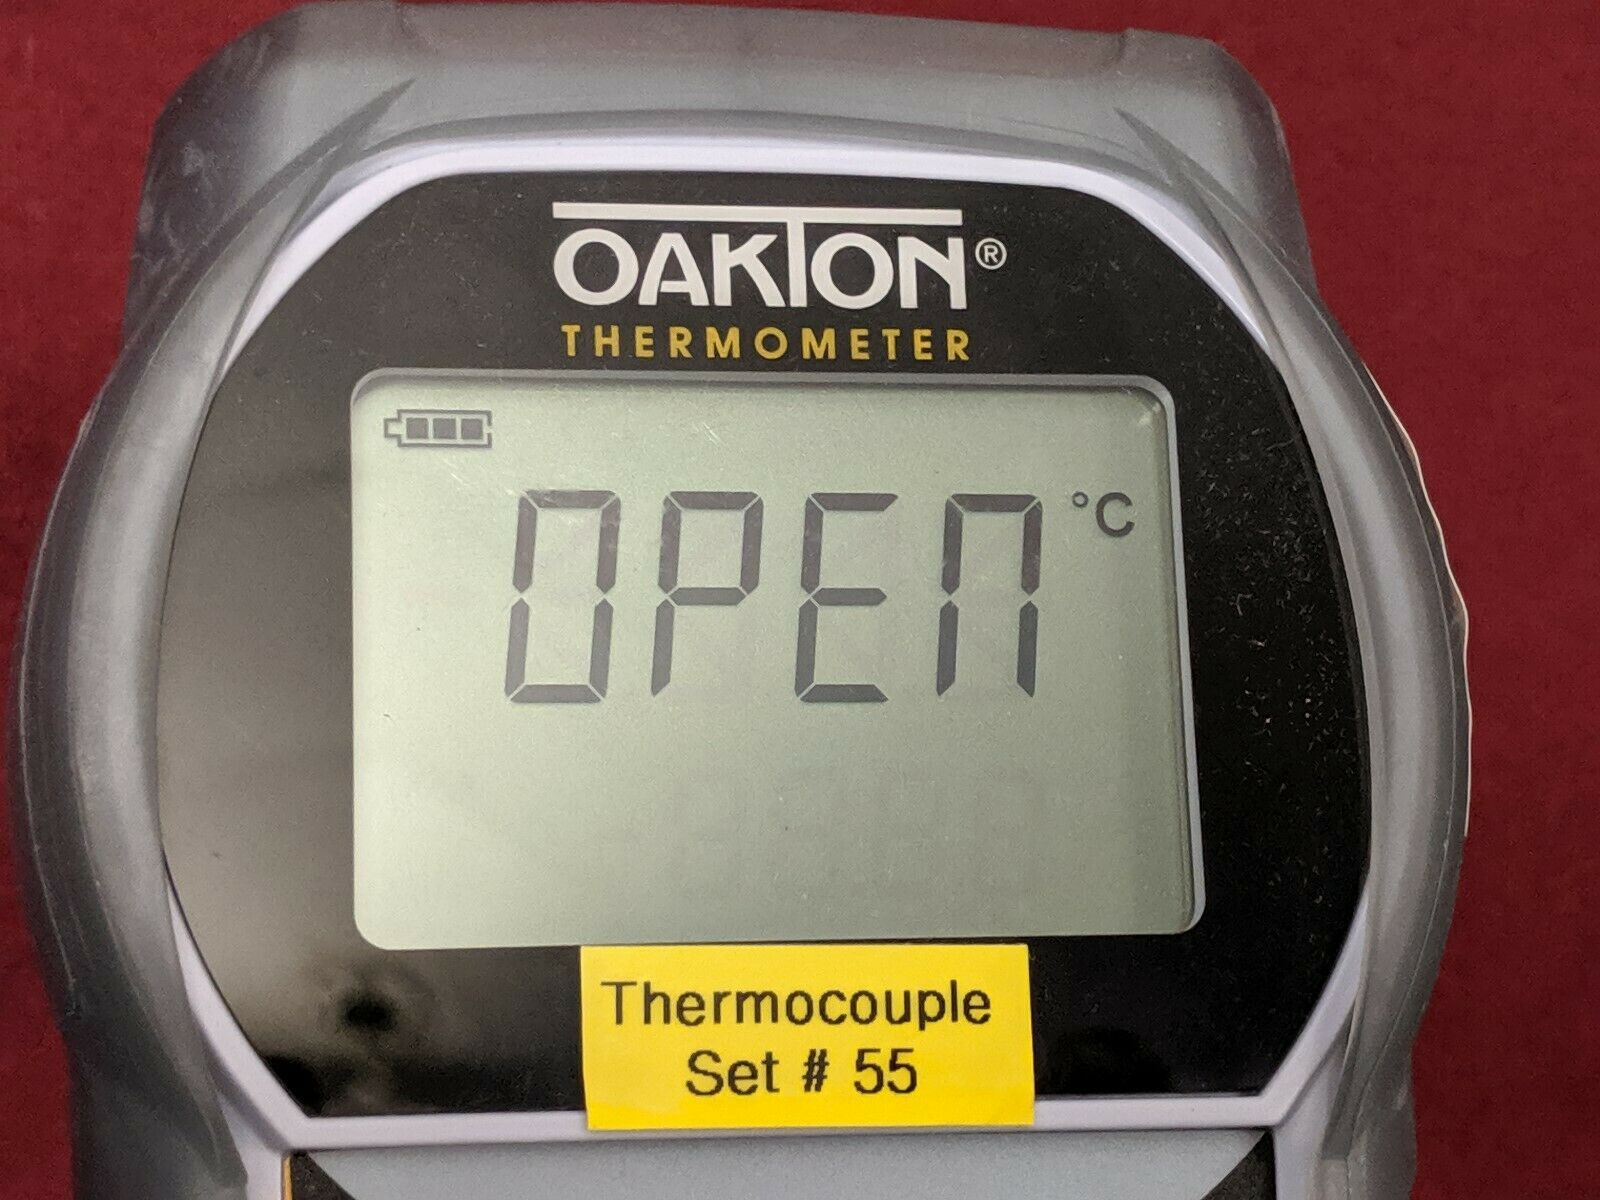 OAKTON®
THERMOMETER
OPEN °C
Thermocouple
Set # 55